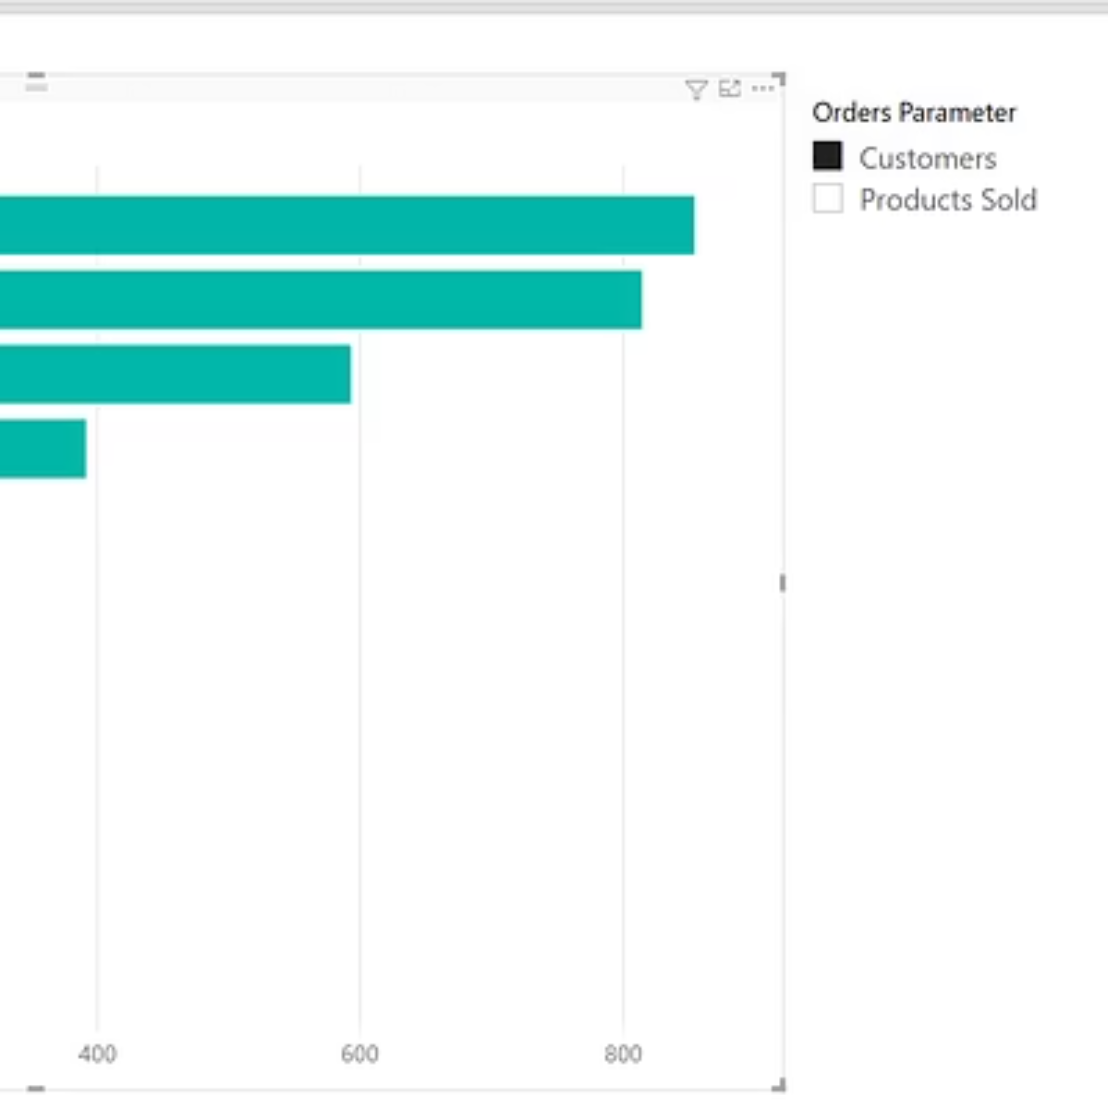 Orders Parameter
Customers
Products Sold
400 600 800